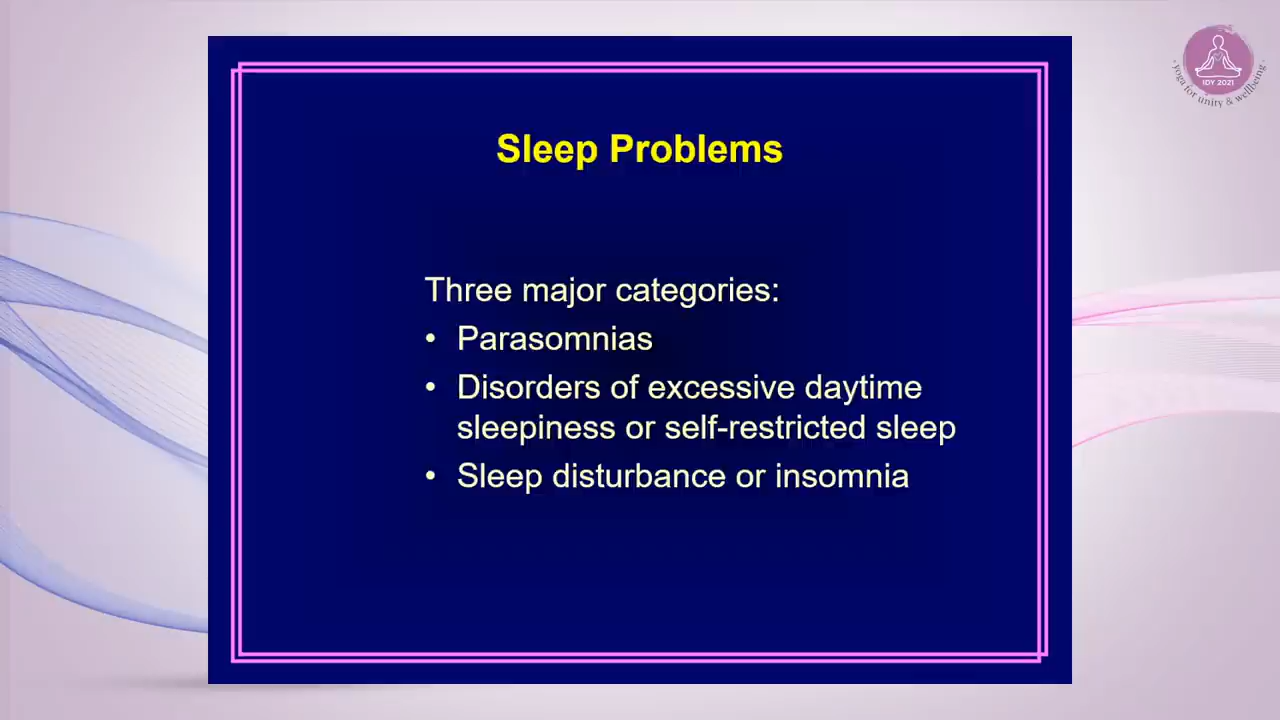 Sleep Problems
Three major categories:
• Parasomnias
• Disorders of excessive daytime
sleepiness or self-restricted sleep
• Sleep disturbance or insomnia
IDY 2021
· yoga for unity & wellbeing ·